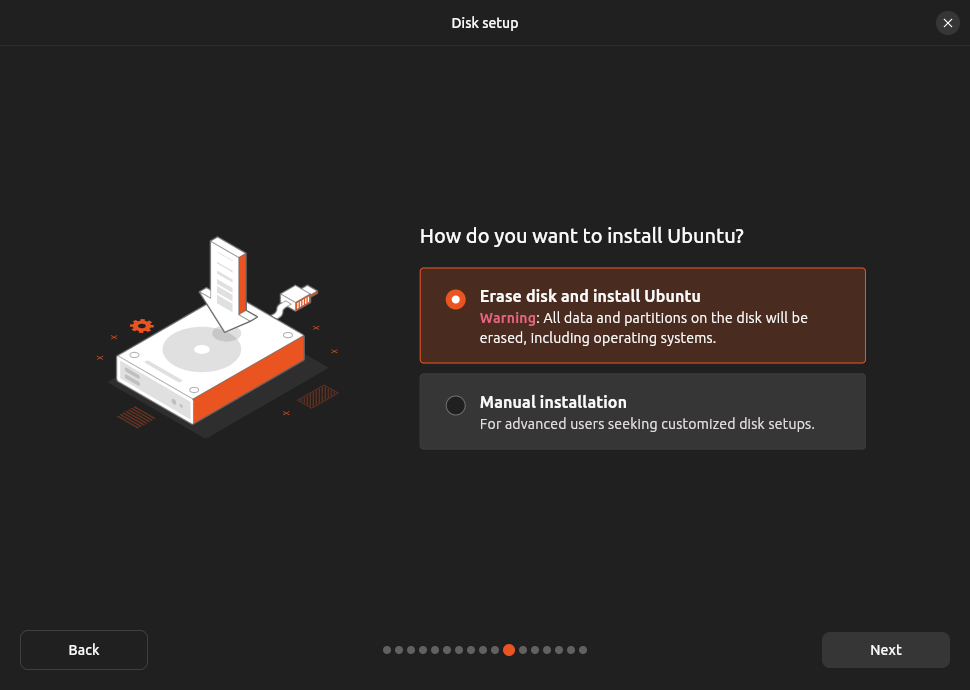 Disk setup
How do you want to install Ubuntu?
Erase disk and install Ubuntu
Warning: All data and partitions on the disk will be
erased, including operating systems.
Manual installation
For advanced users seeking customized disk setups.
Back
Next